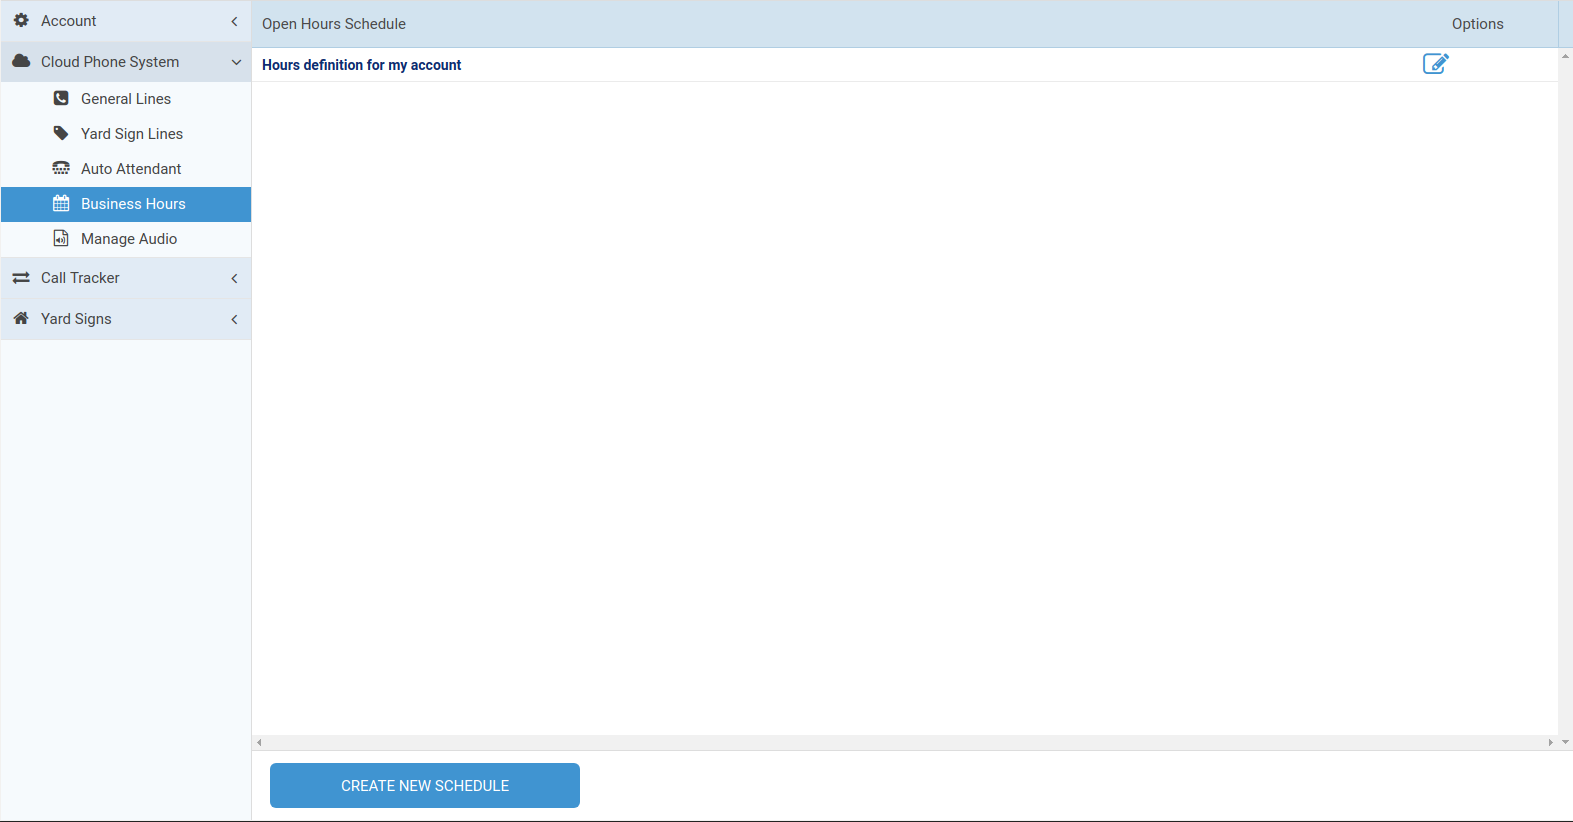 Account
Cloud Phone System
General Lines
Yard Sign Lines
Auto Attendant
Business Hours
Manage Audio
Call Tracker
Yard Signs
Open Hours Schedule Options
Hours definition for my account
CREATE NEW SCHEDULE